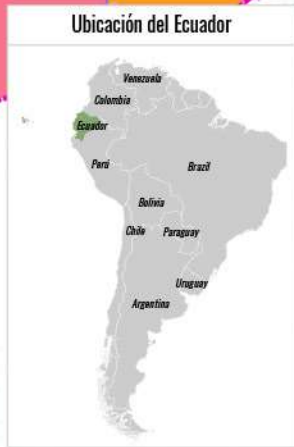 Ubicación del Ecuador
Venezuela
Colombia
Ecuador
Perú
Brazil
Bolivia
Chile
Paraguay
Uruguay
Argentina